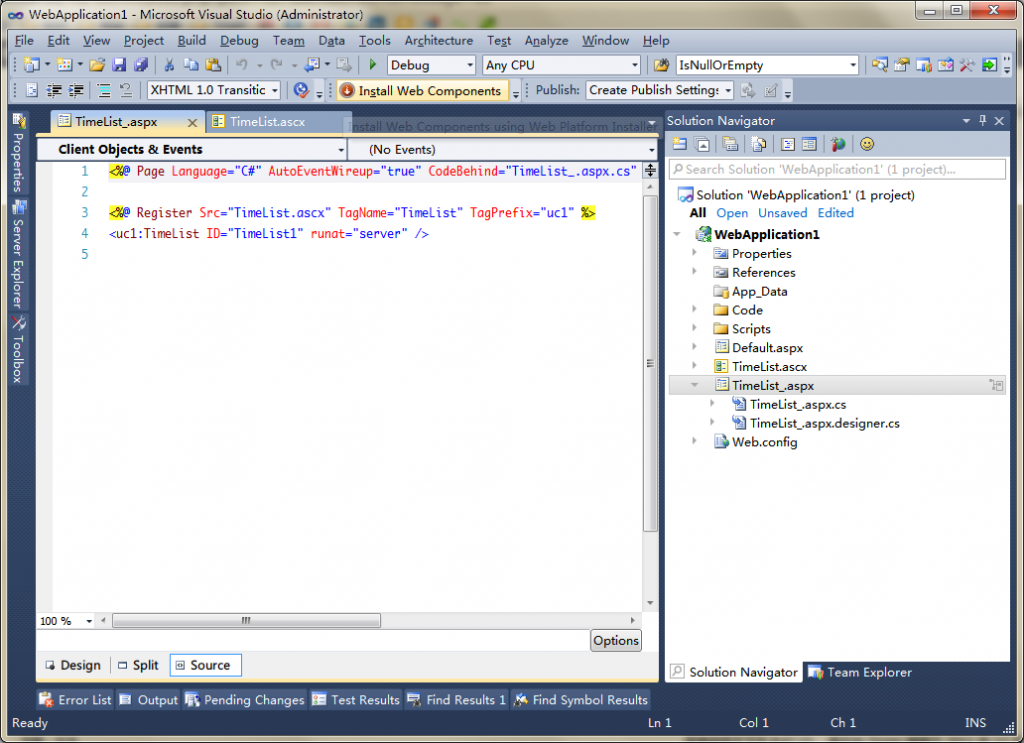 WebApplication1 - Microsoft Visual Studio (Administrator)
File Edit View Project Build Debug Team Data Tools Architecture Test Analyze Window Help
Debug Any CPU IsNullOrEmpty
XHTML 1.0 Transitic Install Web Components Publish: Create Publish Settings
TimeList_.aspx TimeList.ascx Install Web Components using Web Platform Installer
Client Objects & Events (No Events)
1 <%@ Page Language="C#" AutoEventWireup="true" CodeBehind="TimeList_.aspx.cs"
2
3 <%@ Register Src="TimeList.ascx" TagName="TimeList" TagPrefix="uc1" %>
4 <uc1:TimeList ID="TimeList1" runat="server" />
5
Properties
Server Explorer
Toolbox
100 %
Options
Design Split Source
Solution Navigator
Search Solution 'WebApplication1' (1 project)...
Solution 'WebApplication1' (1 project)
All Open Unsaved Edited
WebApplication1
Properties
References
App_Data
Code
Scripts
Default.aspx
TimeList.ascx
TimeList_.aspx
TimeList_.aspx.cs
TimeList_.aspx.designer.cs
Web.config
Solution Navigator Team Explorer
Error List Output Pending Changes Test Results Find Results 1 Find Symbol Results
Ready Ln 1 Col 1 Ch 1 INS